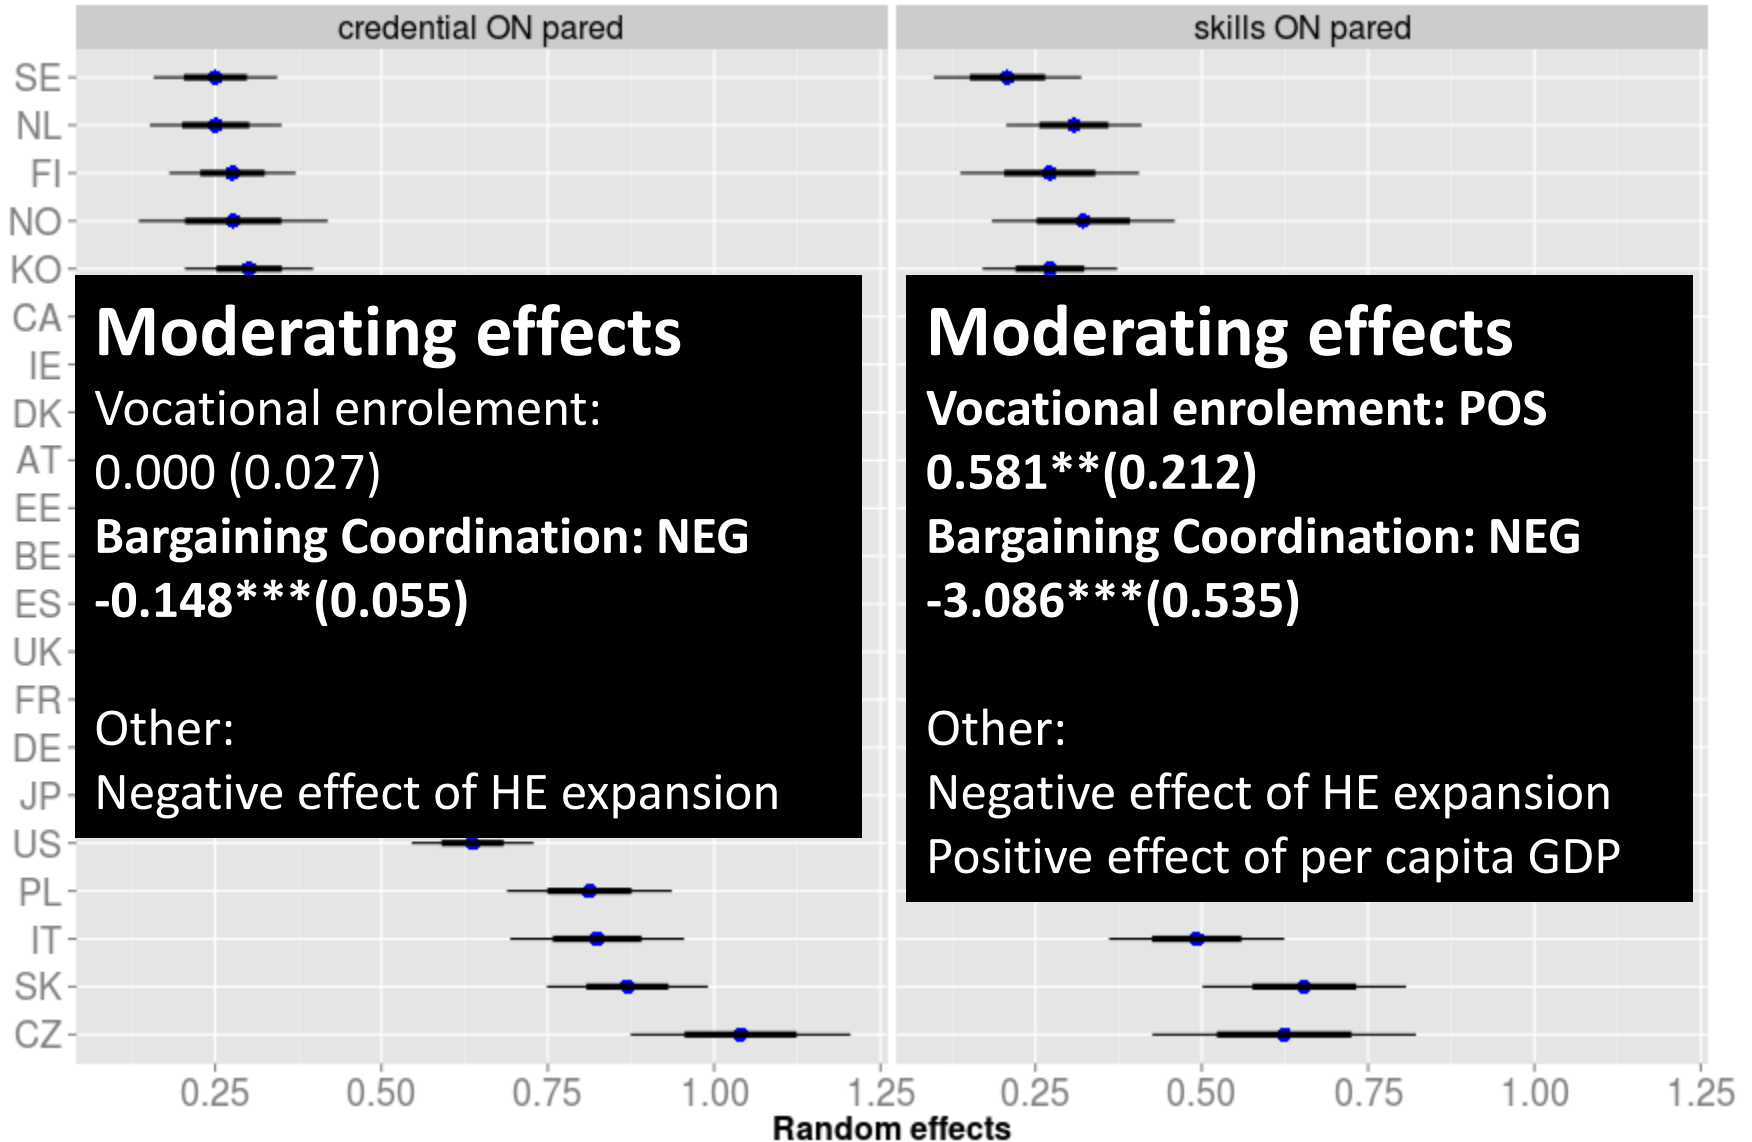 credential ON pared
skills ON pared
SE
NL
FI
NO
KO
CA
IE
DK
AT
EE
BE
ES
UK
FR
DE
JP
US
PL
IT
SK
CZ
Moderating effects
Vocational enrolement:
0.000 (0.027)
Bargaining Coordination: NEG
-0.148***(0.055)
Other:
Negative effect of HE expansion
Moderating effects
Vocational enrolement: POS
0.581**(0.212)
Bargaining Coordination: NEG
-3.086***(0.535)
Other:
Negative effect of HE expansion
Positive effect of per capita GDP
0.25 0.50 0.75 1.00 1.25
0.25 0.50 0.75 1.00 1.25
Random effects